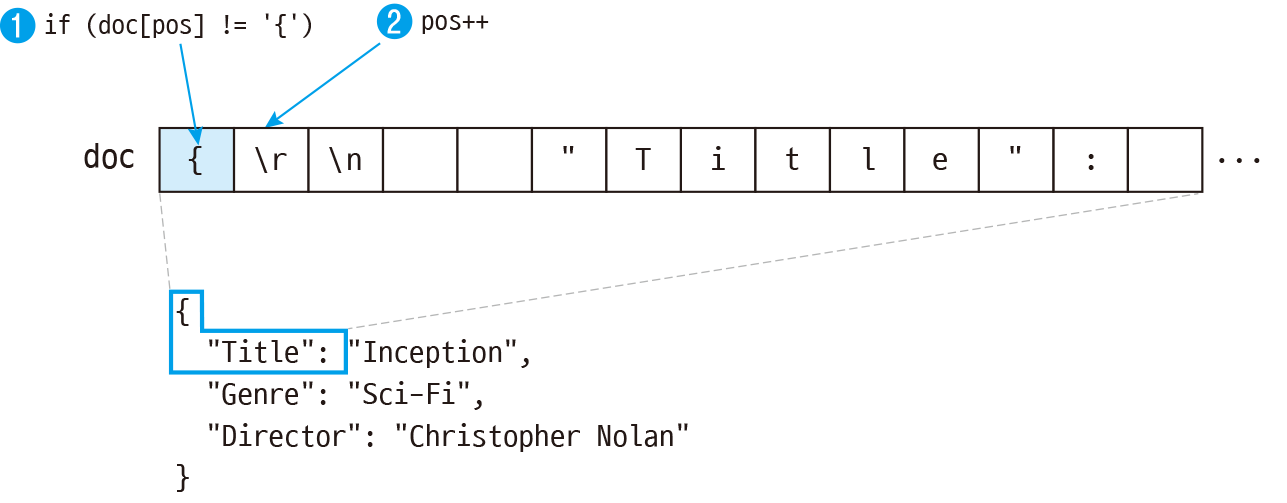 1 if (doc[pos] != '{')
2 pos++
doc { \r \n " T i t l e " : ...
{
"Title": "Inception",
"Genre": "Sci-Fi",
"Director": "Christopher Nolan"
}